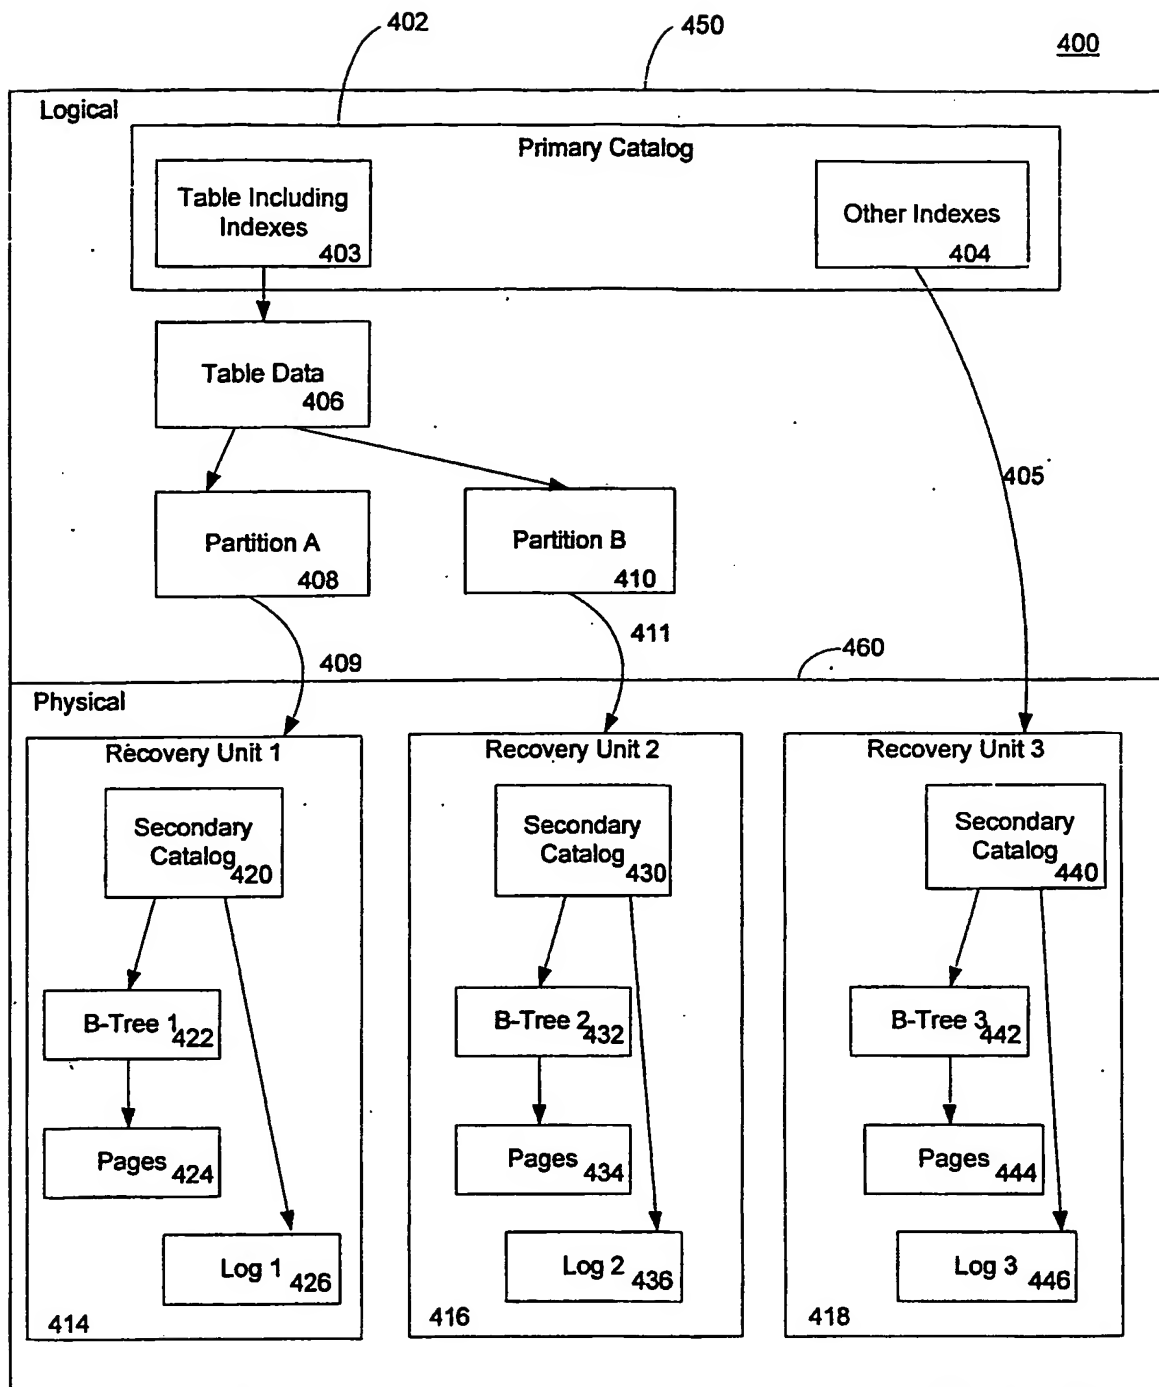 402
450
400
Logical
Primary Catalog
Table Including
Indexes
403
Other Indexes
404
Table Data
406
405
Partition A
408
Partition B
410
409
411
460
Physical
Recovery Unit 1
Secondary
Catalog
420
B-Tree 1
422
Pages
424
Log 1
426
414
Recovery Unit 2
Secondary
Catalog
430
B-Tree 2
432
Pages
434
Log 2
436
416
Recovery Unit 3
Secondary
Catalog
440
B-Tree 3
442
Pages
444
Log 3
446
418